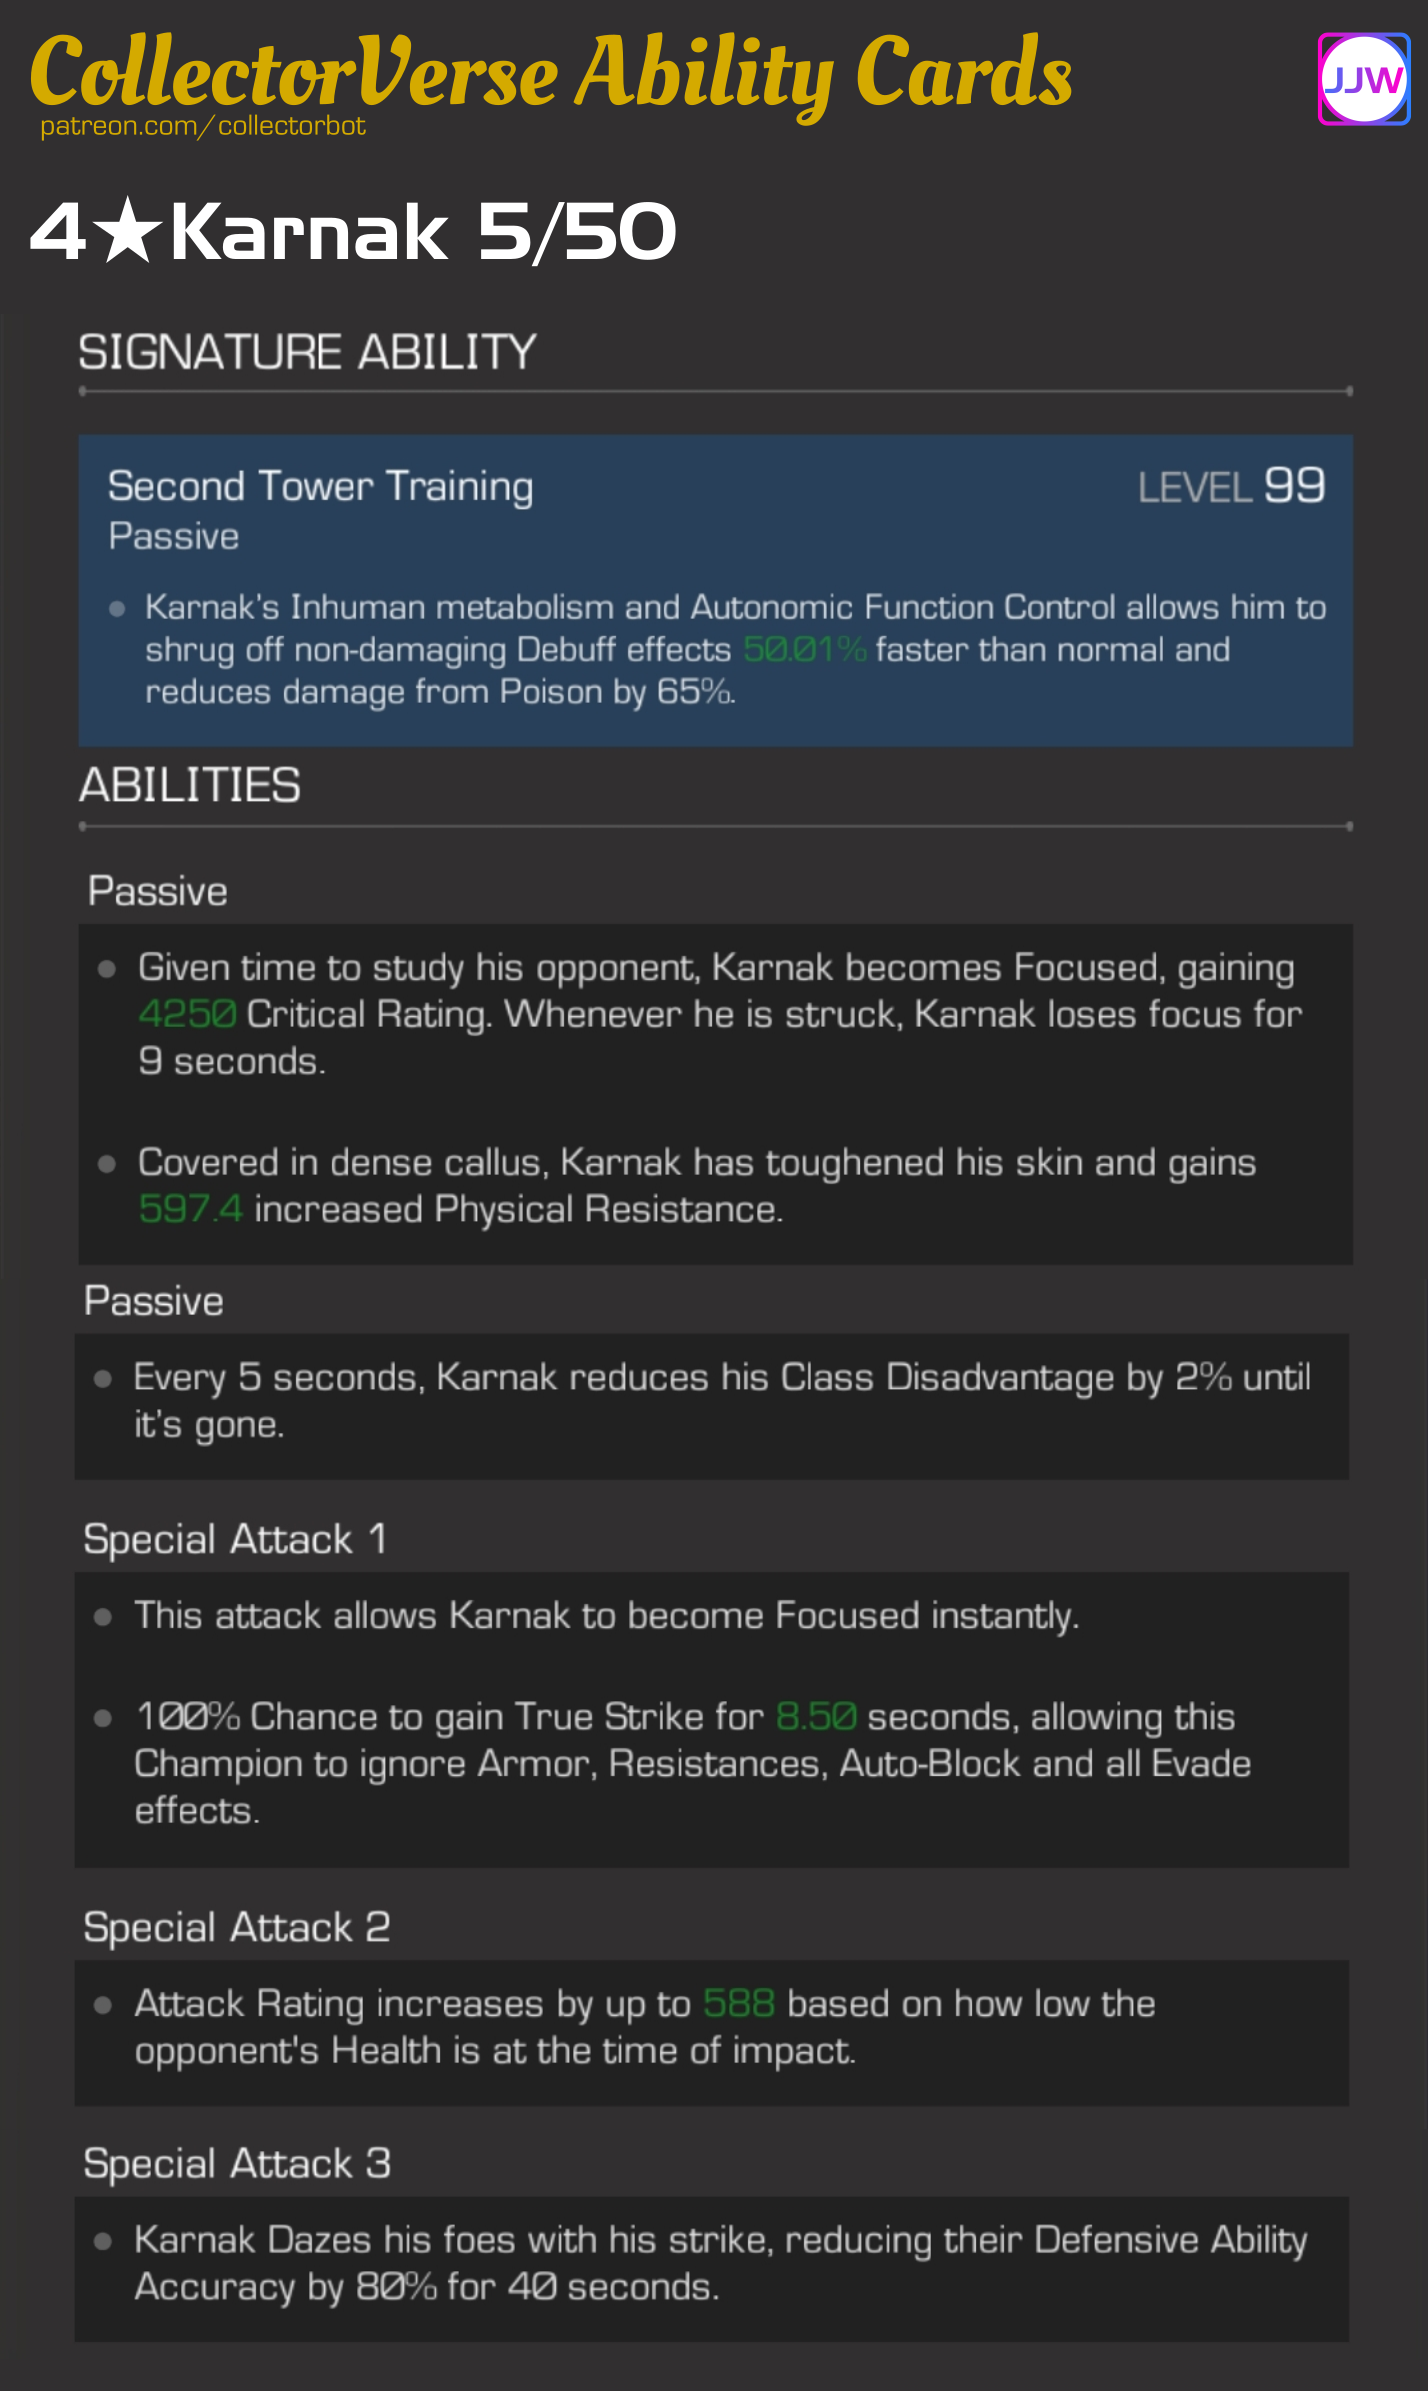 CollectorVerse Ability Cards
JJW
patreon.com/collectorbot
4★Karnak 5/50
SIGNATURE ABILITY
Second Tower Training
LEVEL 99
Passive
Karnak's Inhuman metabolism and Autonomic Function Control allows him to
shrug off non-damaging Debuff effects 50.01% faster than normal and
reduces damage from Poison by 65%.
ABILITIES
Passive
Given time to study his opponent, Karnak becomes Focused, gaining
4250 Critical Rating. Whenever he is struck, Karnak loses focus for
9 seconds.
Covered in dense callus, Karnak has toughened his skin and gains
597.4 increased Physical Resistance.
Passive
Every 5 seconds, Karnak reduces his Class Disadvantage by 2% until
it's gone.
Special Attack 1
This attack allows Karnak to become Focused instantly.
100% Chance to gain True Strike for 8.50 seconds, allowing this
Champion to ignore Armor, Resistances, Auto-Block and all Evade
effects.
Special Attack 2
Attack Rating increases by up to 588 based on how low the
opponent's Health is at the time of impact.
Special Attack 3
Karnak Dazes his foes with his strike, reducing their Defensive Ability
Accuracy by 80% for 40 seconds.